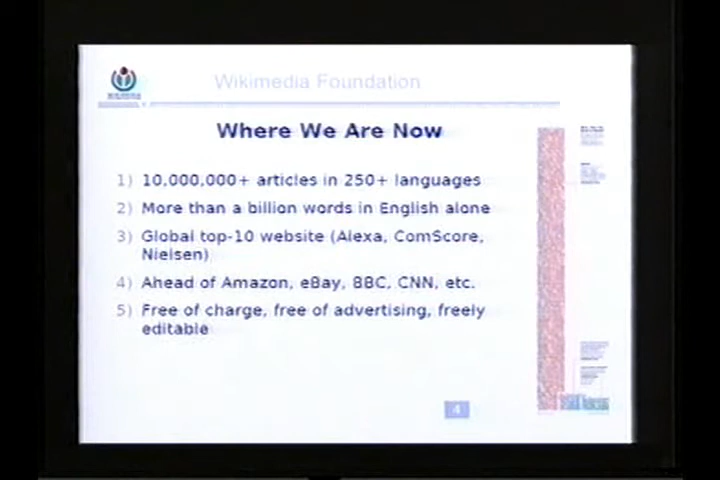 Wikimedia Foundation
WIKIMEDIA
Where We Are Now
1) 10,000,000+ articles in 250+ languages
2) More than a billion words in English alone
3) Global top-10 website (Alexa, ComScore,
Nielsen)
4) Ahead of Amazon, eBay, BBC, CNN, etc.
5) Free of charge, free of advertising, freely
editable
4